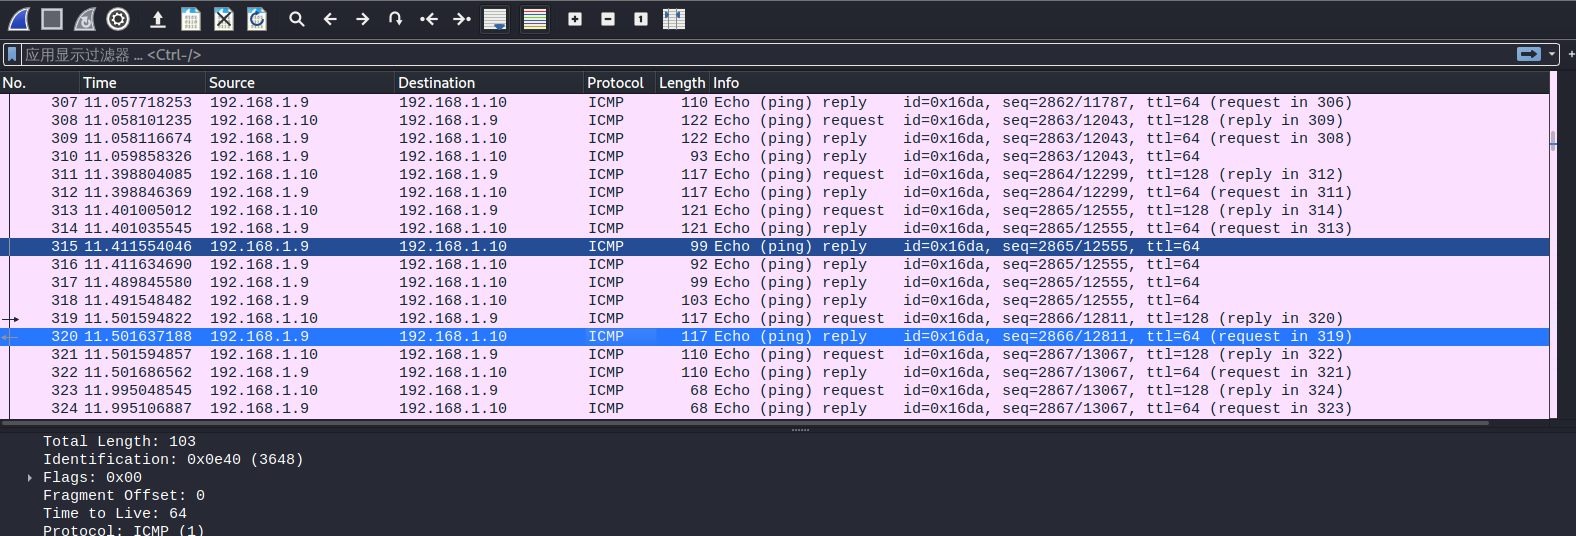 应用显示过滤器 … <Ctrl-/>
No. Time Source Destination Protocol Length Info
307 11.057718253 192.168.1.9 192.168.1.10 ICMP 110 Echo (ping) reply id=0x16da, seq=2862/11787, ttl=64 (request in 306)
308 11.058101235 192.168.1.10 192.168.1.9 ICMP 122 Echo (ping) request id=0x16da, seq=2863/12043, ttl=128 (reply in 309)
309 11.058116674 192.168.1.9 192.168.1.10 ICMP 122 Echo (ping) reply id=0x16da, seq=2863/12043, ttl=64 (request in 308)
310 11.059858326 192.168.1.9 192.168.1.10 ICMP 93 Echo (ping) reply id=0x16da, seq=2863/12043, ttl=64
311 11.398804085 192.168.1.10 192.168.1.9 ICMP 117 Echo (ping) request id=0x16da, seq=2864/12299, ttl=128 (reply in 312)
312 11.398846369 192.168.1.9 192.168.1.10 ICMP 117 Echo (ping) reply id=0x16da, seq=2864/12299, ttl=64 (request in 311)
313 11.401005012 192.168.1.10 192.168.1.9 ICMP 121 Echo (ping) request id=0x16da, seq=2865/12555, ttl=128 (reply in 314)
314 11.401035545 192.168.1.9 192.168.1.10 ICMP 121 Echo (ping) reply id=0x16da, seq=2865/12555, ttl=64 (request in 313)
315 11.411554046 192.168.1.9 192.168.1.10 ICMP 99 Echo (ping) reply id=0x16da, seq=2865/12555, ttl=64
316 11.411634690 192.168.1.9 192.168.1.10 ICMP 92 Echo (ping) reply id=0x16da, seq=2865/12555, ttl=64
317 11.489845580 192.168.1.9 192.168.1.10 ICMP 99 Echo (ping) reply id=0x16da, seq=2865/12555, ttl=64
318 11.491548482 192.168.1.9 192.168.1.10 ICMP 103 Echo (ping) reply id=0x16da, seq=2865/12555, ttl=64
319 11.501594822 192.168.1.10 192.168.1.9 ICMP 117 Echo (ping) request id=0x16da, seq=2866/12811, ttl=128 (reply in 320)
320 11.501637188 192.168.1.9 192.168.1.10 ICMP 117 Echo (ping) reply id=0x16da, seq=2866/12811, ttl=64 (request in 319)
321 11.501594857 192.168.1.10 192.168.1.9 ICMP 110 Echo (ping) request id=0x16da, seq=2867/13067, ttl=128 (reply in 322)
322 11.501686562 192.168.1.9 192.168.1.10 ICMP 110 Echo (ping) reply id=0x16da, seq=2867/13067, ttl=64 (request in 321)
323 11.995048545 192.168.1.10 192.168.1.9 ICMP 68 Echo (ping) request id=0x16da, seq=2867/13067, ttl=128 (reply in 324)
324 11.995106887 192.168.1.9 192.168.1.10 ICMP 68 Echo (ping) reply id=0x16da, seq=2867/13067, ttl=64 (request in 323)
Total Length: 103
Identification: 0x0e40 (3648)
Flags: 0x00
Fragment Offset: 0
Time to Live: 64
Protocol: ICMP (1)